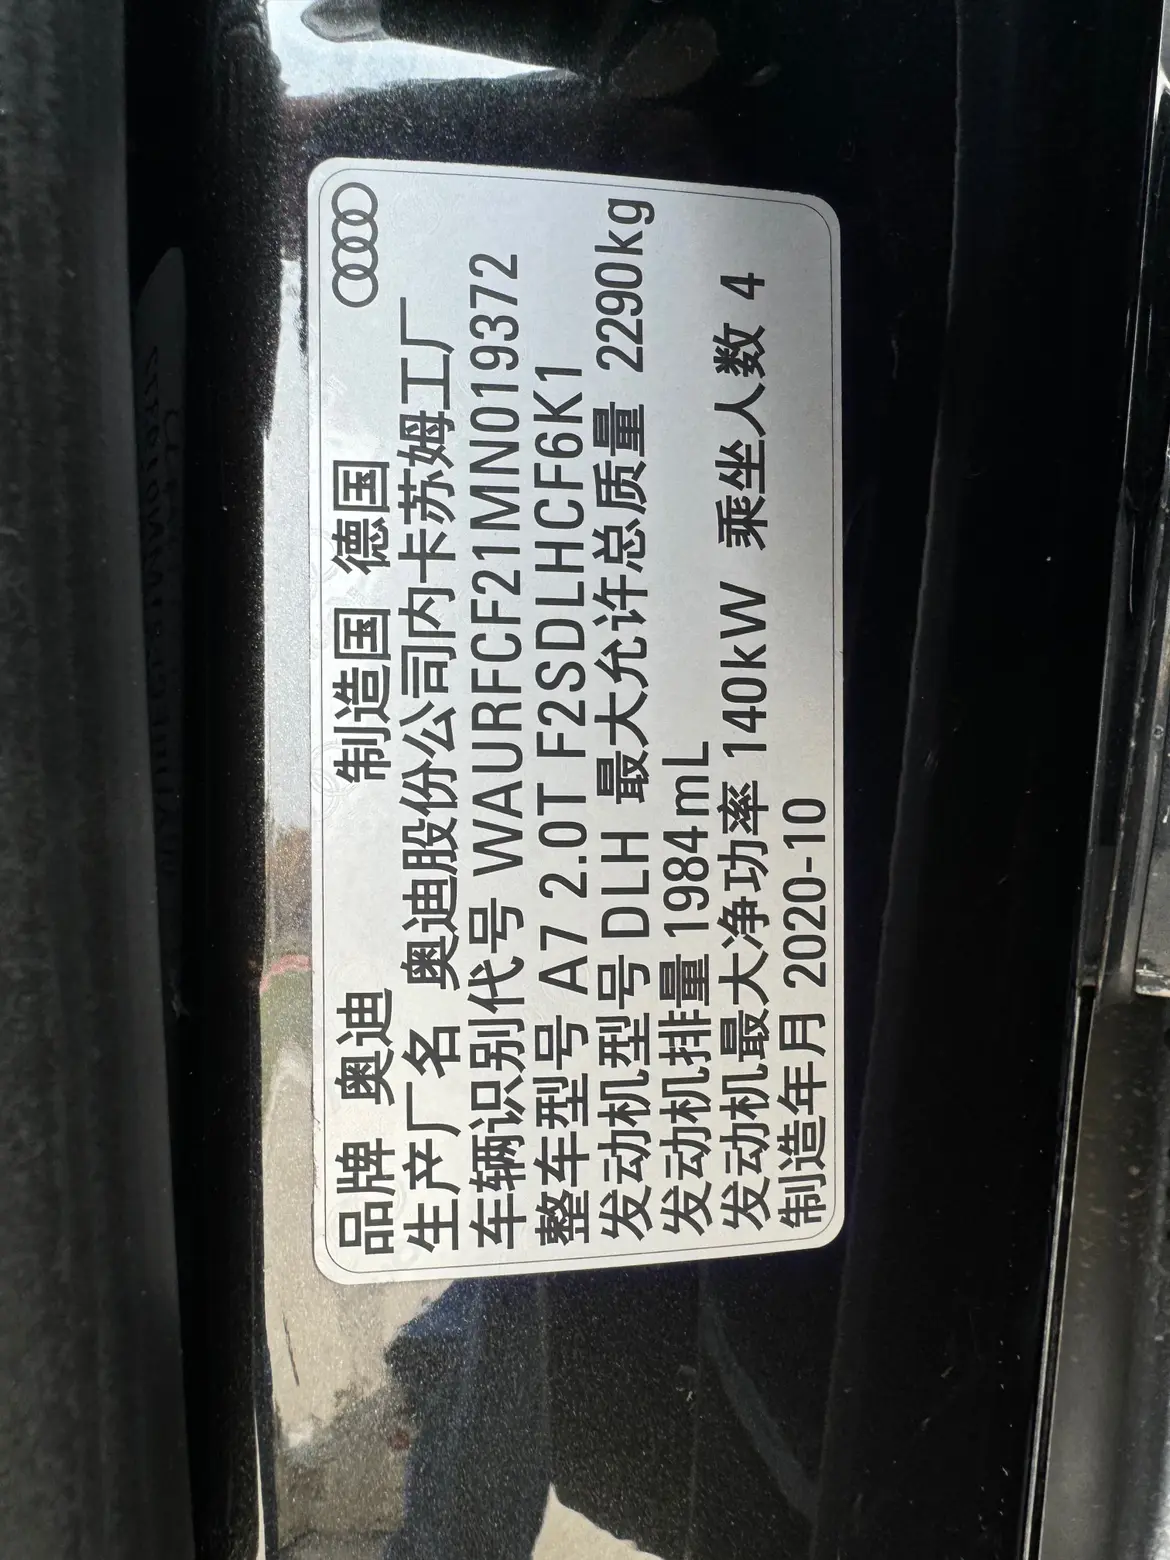 品牌 奥迪 制造国 德国
生产厂名 奥迪股份公司内卡苏姆工厂
车辆识别代号 WAURFCF21MN019372
整车型号 A7 2.0T F2SDLHCF6K1
发动机型号 DLH 最大允许总质量 2290kg
发动机排量 1984mL
发动机最大净功率 140kW 乘坐人数 4
制造年月 2020-10